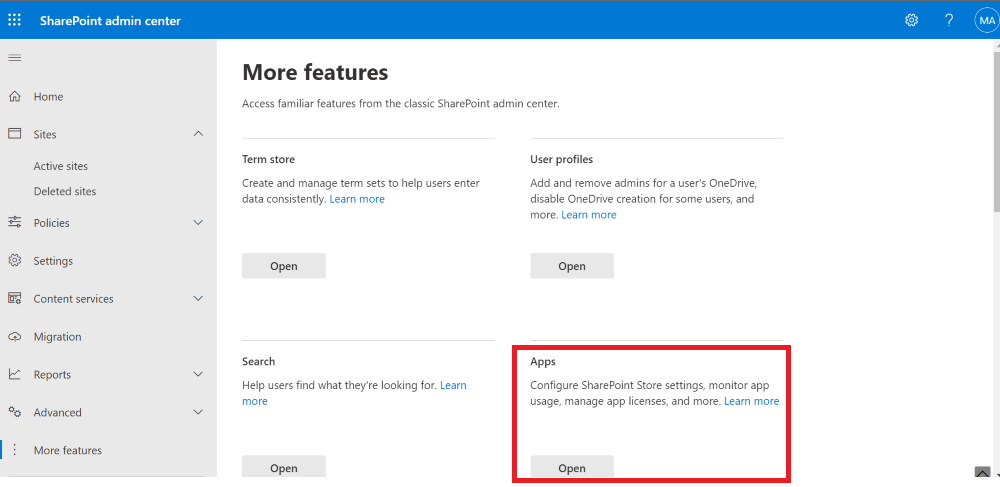 SharePoint admin center
?
MA
Home
Sites
Active sites
Deleted sites
Policies
Settings
Content services
Migration
Reports
Advanced
More features
More features
Access familiar features from the classic SharePoint admin center.
Term store
Create and manage term sets to help users enter
data consistently. Learn more
Open
User profiles
Add and remove admins for a user's OneDrive,
disable OneDrive creation for some users, and
more. Learn more
Open
Search
Help users find what they're looking for. Learn
more
Open
Apps
Configure SharePoint Store settings, monitor app
usage, manage app licenses, and more. Learn more
Open